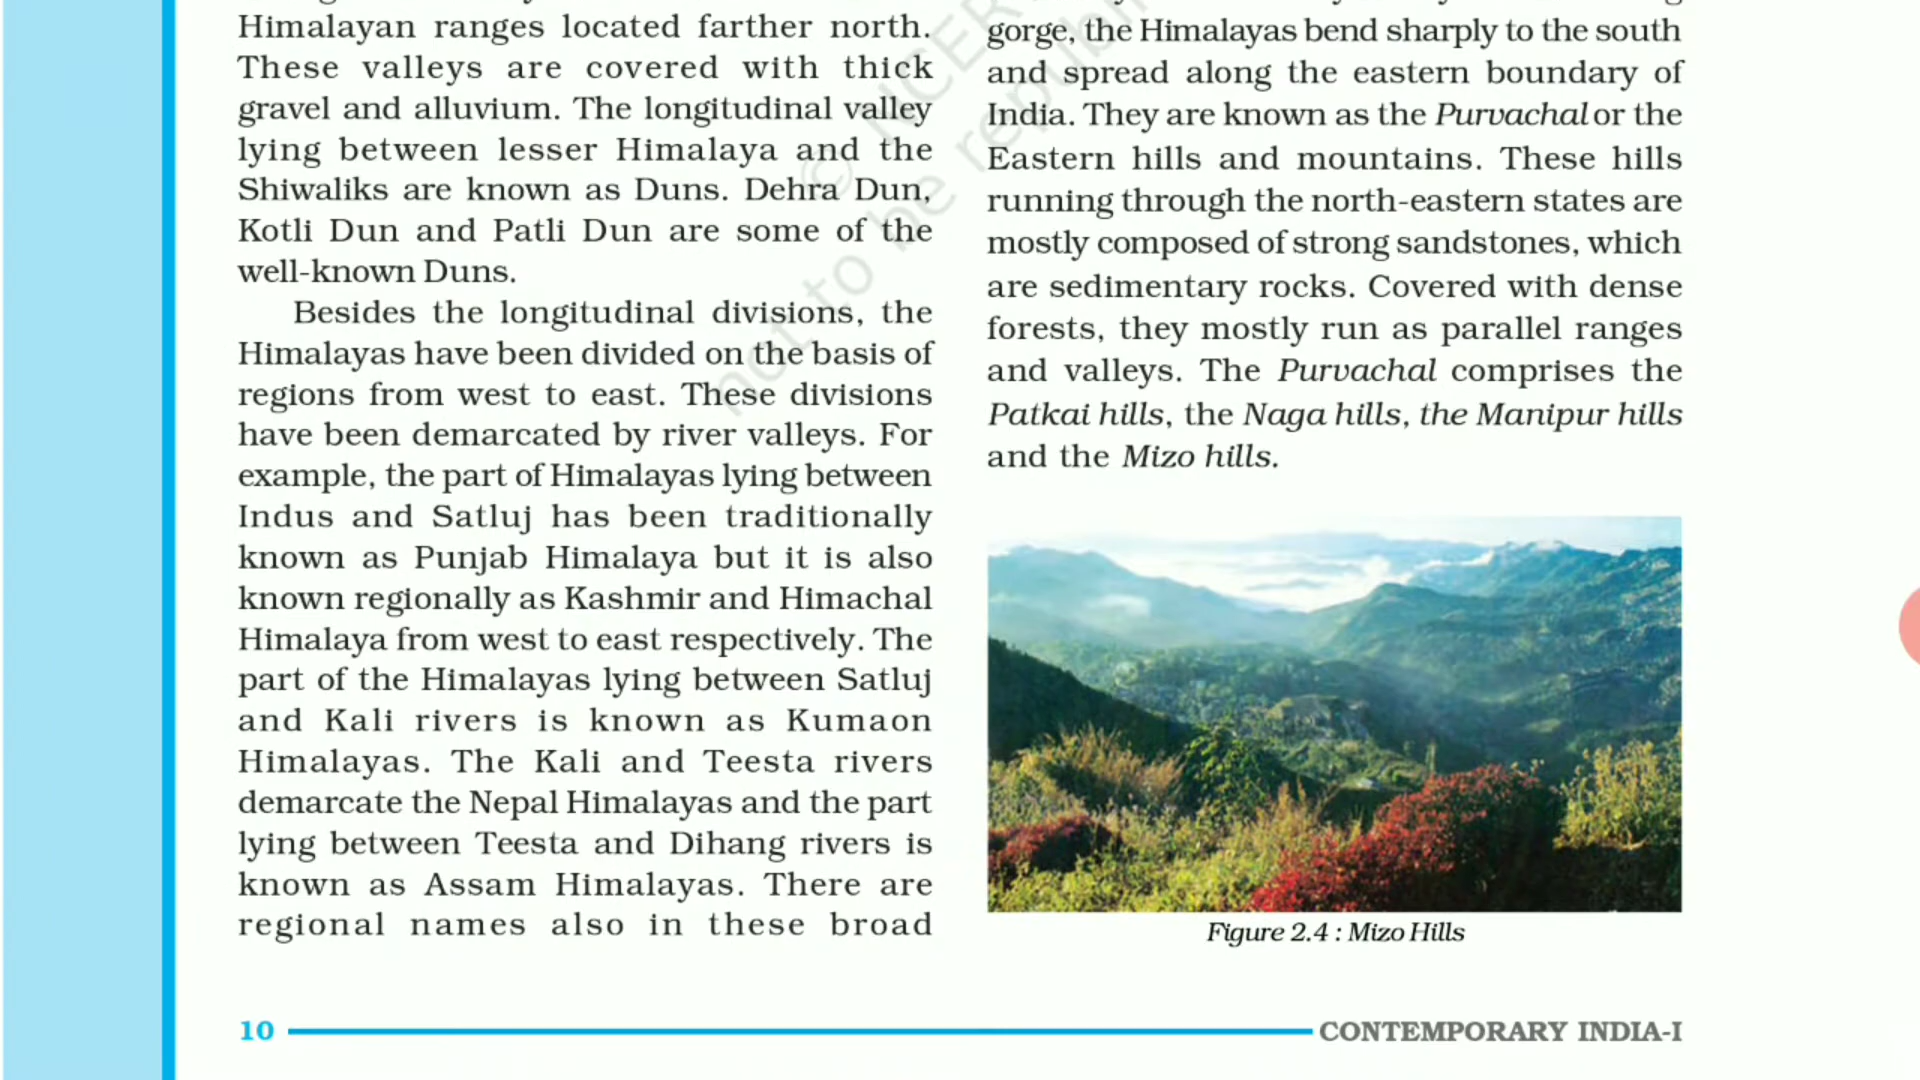 Himalayan ranges located farther north.
These valleys are covered with thick
gravel and alluvium. The longitudinal valley
lying between lesser Himalaya and the
Shiwaliks are known as Duns. Dehra Dun,
Kotli Dun and Patli Dun are some of the
well-known Duns.
Besides the longitudinal divisions, the
Himalayas have been divided on the basis of
regions from west to east. These divisions
have been demarcated by river valleys. For
example, the part of Himalayas lying between
Indus and Satluj has been traditionally
known as Punjab Himalaya but it is also
known regionally as Kashmir and Himachal
Himalaya from west to east respectively. The
part of the Himalayas lying between Satluj
and Kali rivers is known as Kumaon
Himalayas. The Kali and Teesta rivers
demarcate the Nepal Himalayas and the part
lying between Teesta and Dihang rivers is
known as Assam Himalayas. There are
regional names also in these broad
gorge, the Himalayas bend sharply to the south
and spread along the eastern boundary of
India. They are known as the Purvachal or the
Eastern hills and mountains. These hills
running through the north-eastern states are
mostly composed of strong sandstones, which
are sedimentary rocks. Covered with dense
forests, they mostly run as parallel ranges
and valleys. The Purvachal comprises the
Patkai hills, the Naga hills, the Manipur hills
and the Mizo hills.
Figure 2.4 : Mizo Hills
10
CONTEMPORARY INDIA-I
© NCER
not to be republi